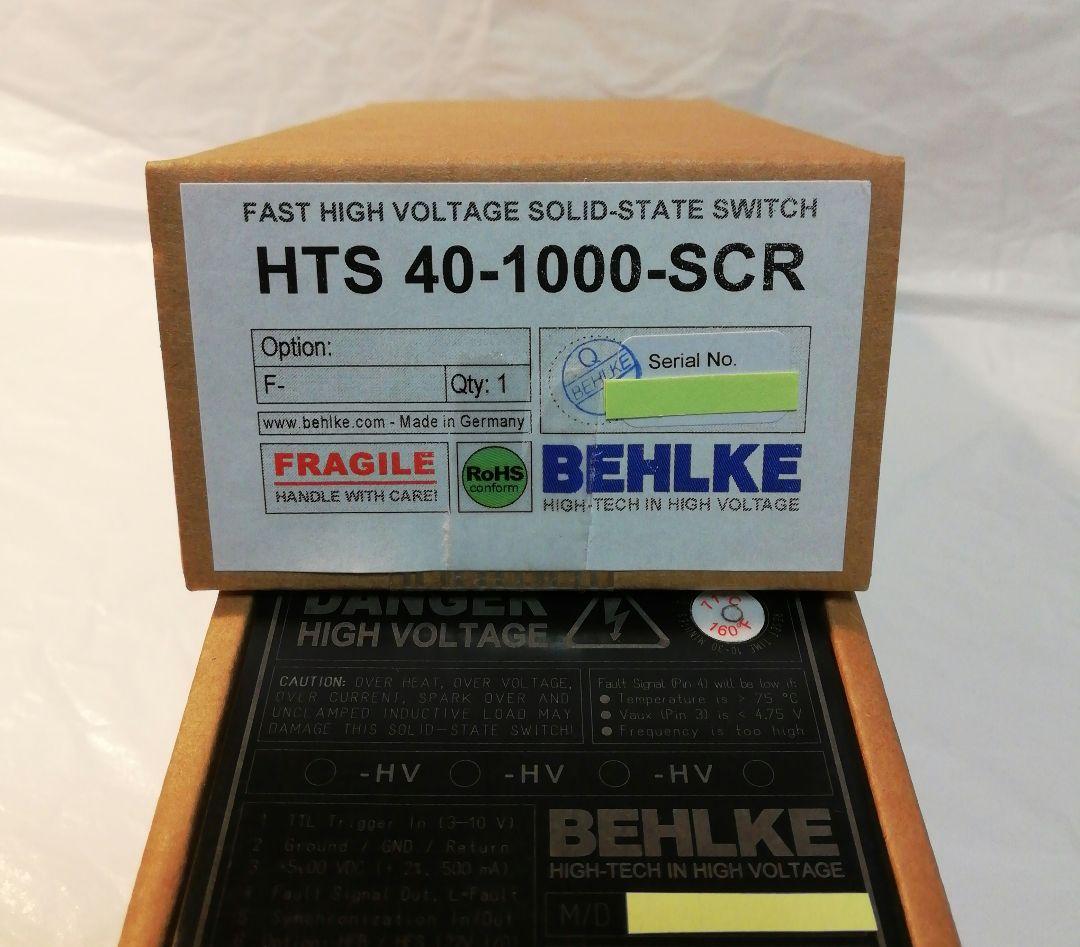 FAST HIGH VOLTAGE SOLID-STATE SWITCH
HTS 40-1000-SCR
Option:
F-
Qty: 1
www.behlke.com - Made in Germany
Q
BEHLKE
Serial No.
FRAGILE
HANDLE WITH CARE!
RoHS
conform
BEHLKE
HIGH-TECH IN HIGH VOLTAGE
DANGER
HIGH VOLTAGE
160°F
CAUTION: OVER HEAT, OVER VOLTAGE,
OVER CURRENT, SPARK OVER AND
UNCLAMPED INDUCTIVE LOAD MAY
DAMAGE THIS SOLID-STATE SWITCH!
Fault Signal (Pin 4) will be low if:
● Temperature is > 75 °C
● Vaux (Pin 3) is < 4.75 V
● Frequency is too high
-HV -HV -HV
1 TTL Trigger In (3-10 V)
2 Ground / GND / Return
3 +5.00 VDC (± 2%, 500 mA)
4 Fault Signal Out, L=Fault
5 Synchronization In/Out
BEHLKE
HIGH-TECH IN HIGH VOLTAGE
M/D